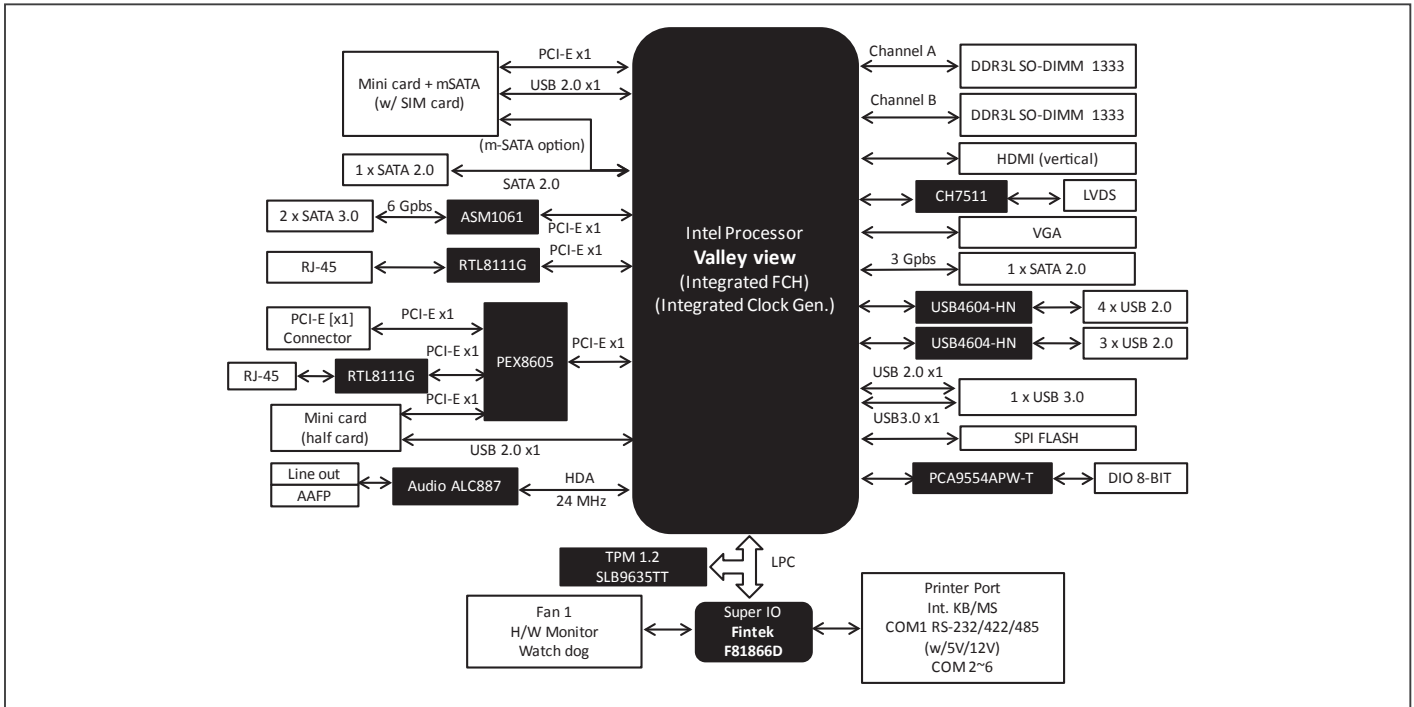 PCI-E x1
Mini card + mSATA
(w/ SIM card)
USB 2.0 x1
(m-SATA option)
1 x SATA 2.0
SATA 2.0
2 x SATA 3.0
6 Gpbs
ASM1061
PCI-E x1
RJ-45
RTL8111G
PCI-E x1
PCI-E [x1]
Connector
PCI-E x1
PEX8605
PCI-E x1
RJ-45
RTL8111G
PCI-E x1
Mini card
(half card)
PCI-E x1
USB 2.0 x1
Line out
AAFP
Audio ALC887
HDA
24 MHz
Intel Processor
Valley view
(Integrated FCH)
(Integrated Clock Gen.)
Channel A
DDR3L SO-DIMM 1333
Channel B
DDR3L SO-DIMM 1333
HDMI (vertical)
CH7511
LVDS
VGA
3 Gpbs
1 x SATA 2.0
USB4604-HN
4 x USB 2.0
USB4604-HN
3 x USB 2.0
USB 2.0 x1
1 x USB 3.0
USB3.0 x1
SPI FLASH
PCA9554APW-T
DIO 8-BIT
TPM 1.2
SLB9635TT
LPC
Fan 1
H/W Monitor
Watch dog
Super IO
Fintek
F81866D
Printer Port
Int. KB/MS
COM1 RS-232/422/485
(w/5V/12V)
COM 2~6